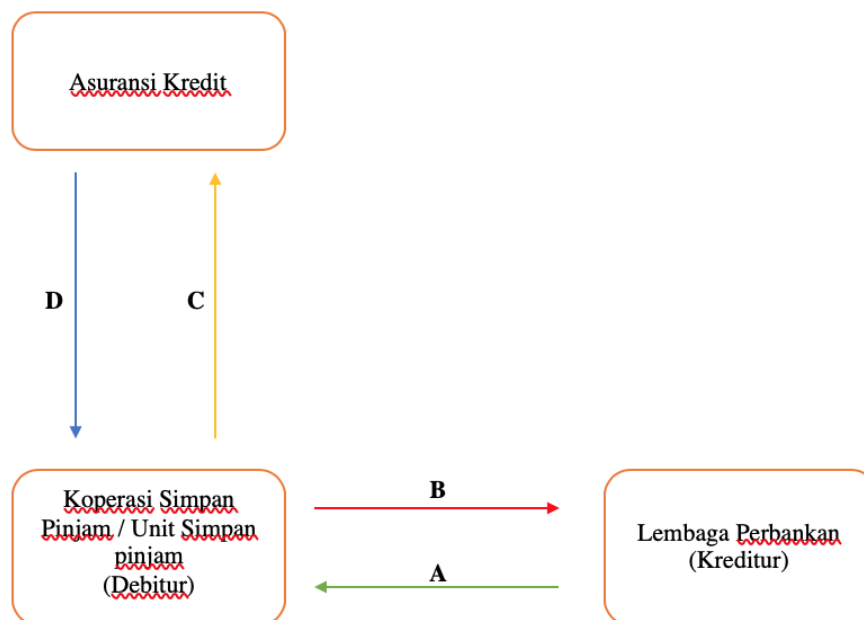 Asuransi Kredit
D
C
Koperasi Simpan
Pinjam / Unit Simpan
pinjam
(Debitur)
B
A
Lembaga Perbankan
(Kreditur)